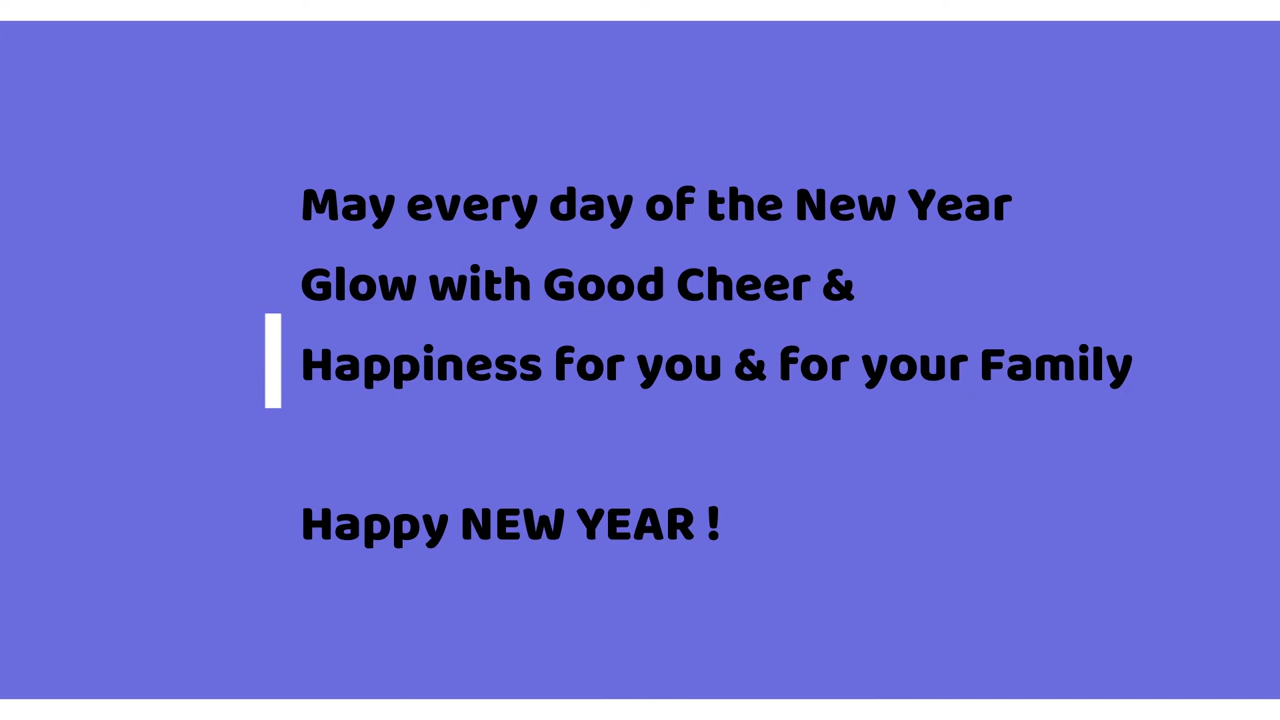 May every day of the New Year
Glow with Good Cheer &
Happiness for you & for your Family
Happy NEW YEAR !